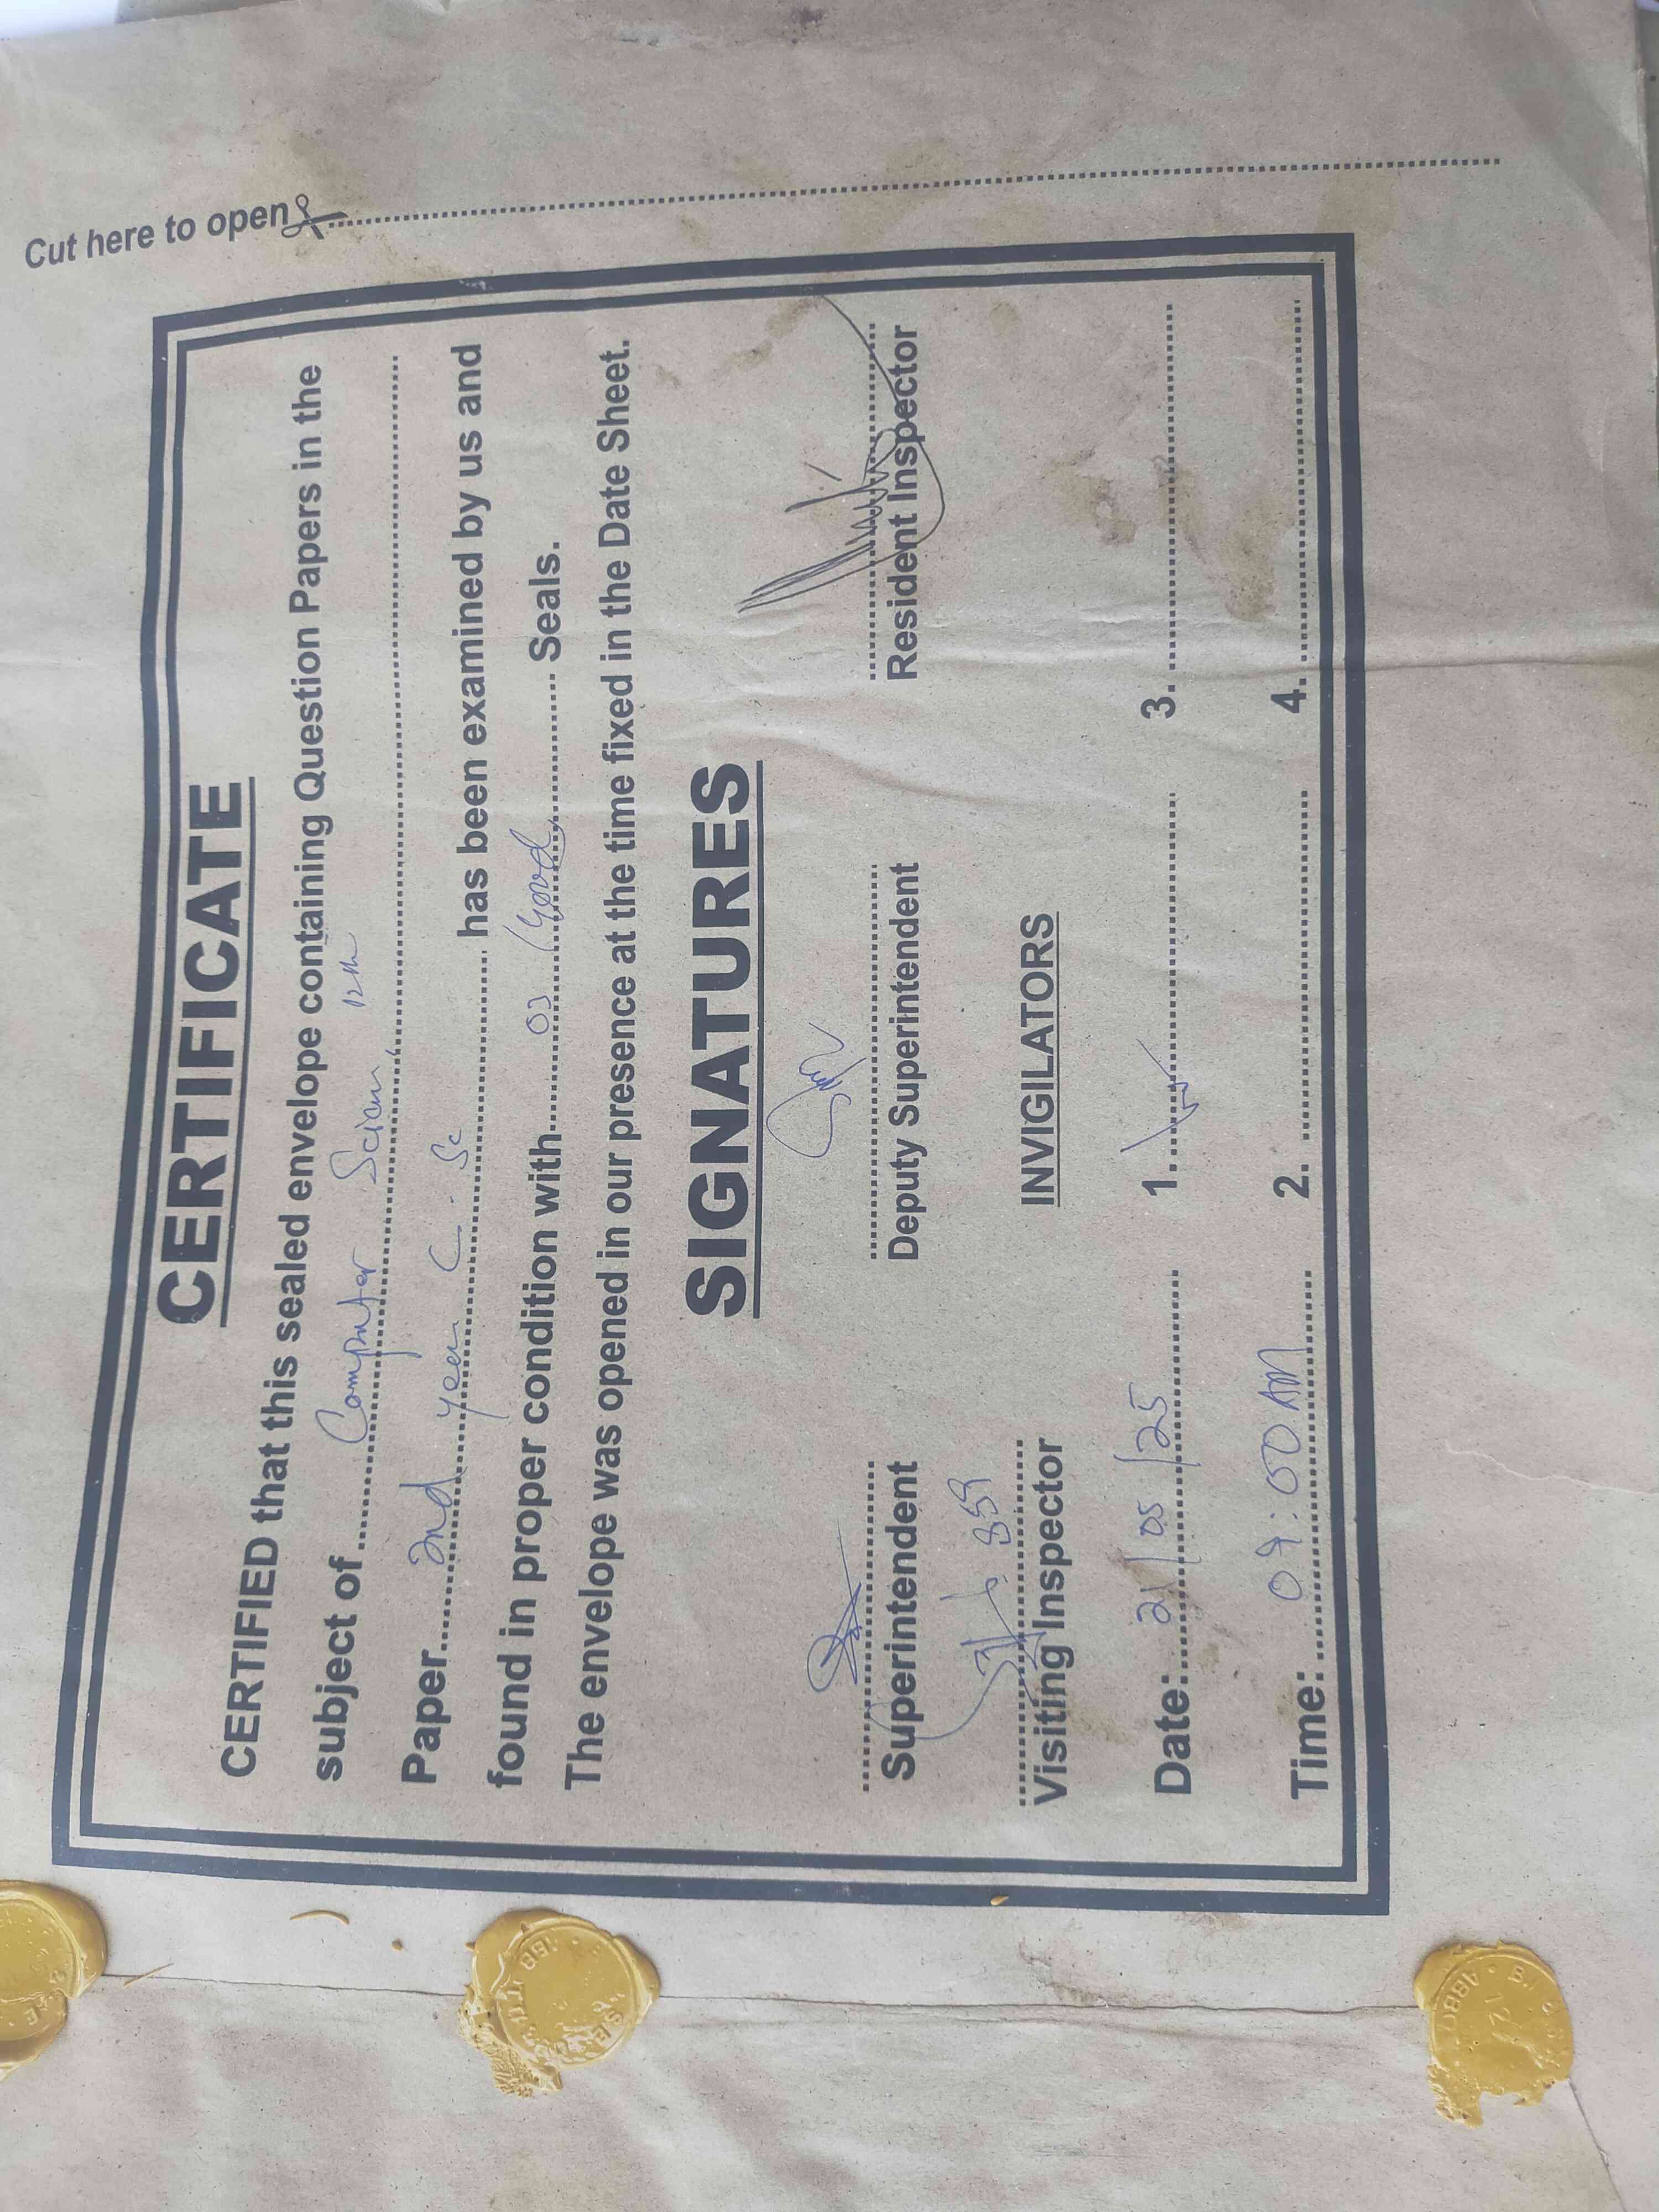 Cut here to open
CERTIFICATE
CERTIFIED that this sealed envelope containing Question Papers in the
12th
subject of Computer Science
Paper 2nd year C. Sc has been examined by us and
found in proper condition with 03 Good Seals.
The envelope was opened in our presence at the time fixed in the Date Sheet.
SIGNATURES
Superintendent Deputy Superintendent Resident Inspector
859
Visiting Inspector INVIGILATORS
Date: 21/05/25 1. 3.
Time: 09:00 AM 2. 4.